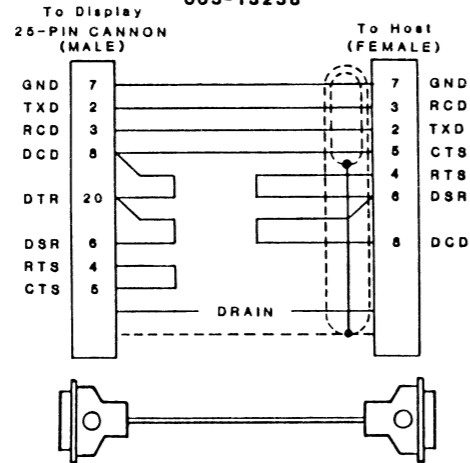 To Display
25-PIN CANNON
(MALE)
To Host
(FEMALE)
GND 7 7 GND
TXD 2 3 RCD
RCD 3 2 TXD
DCD 8 5 CTS
4 RTS
DTR 20 6 DSR
DSR 6 8 DCD
RTS 4
CTS 5
DRAIN